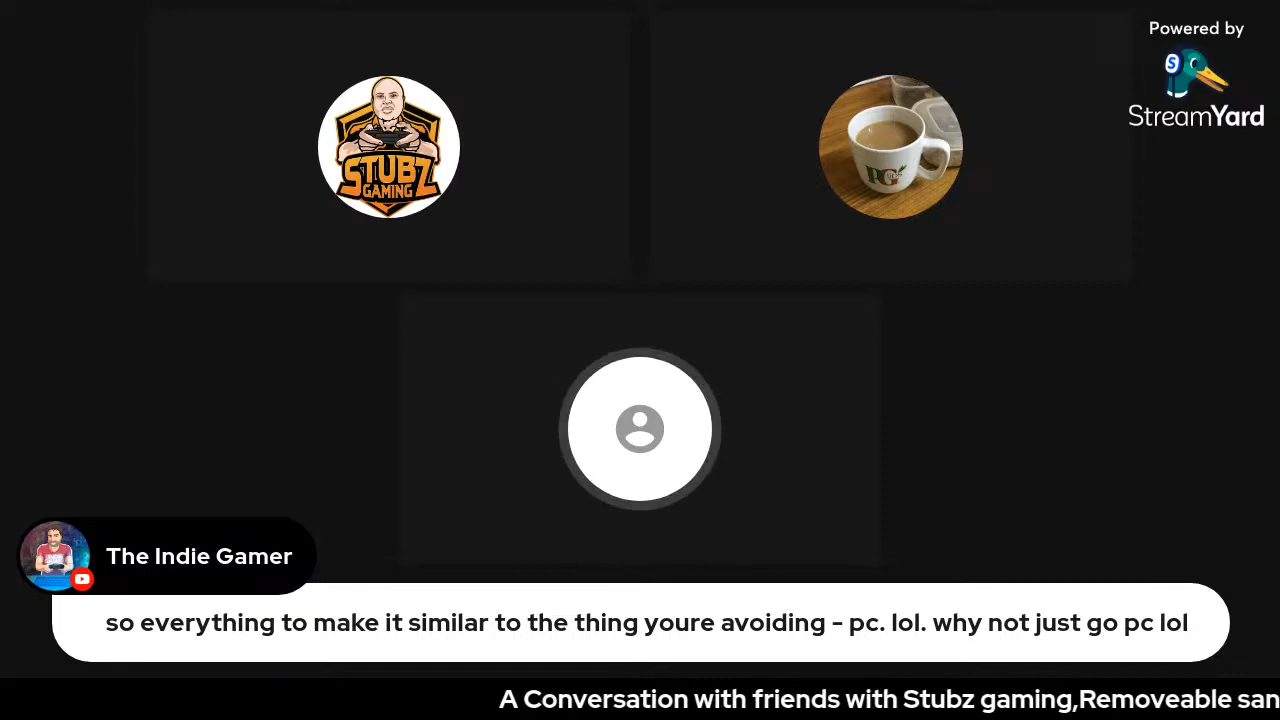 Powered by
StreamYard
STUBZ
GAMING
PG
The Indie Gamer
so everything to make it similar to the thing youre avoiding - pc. lol. why not just go pc lol
A Conversation with friends with Stubz gaming,Removeable san